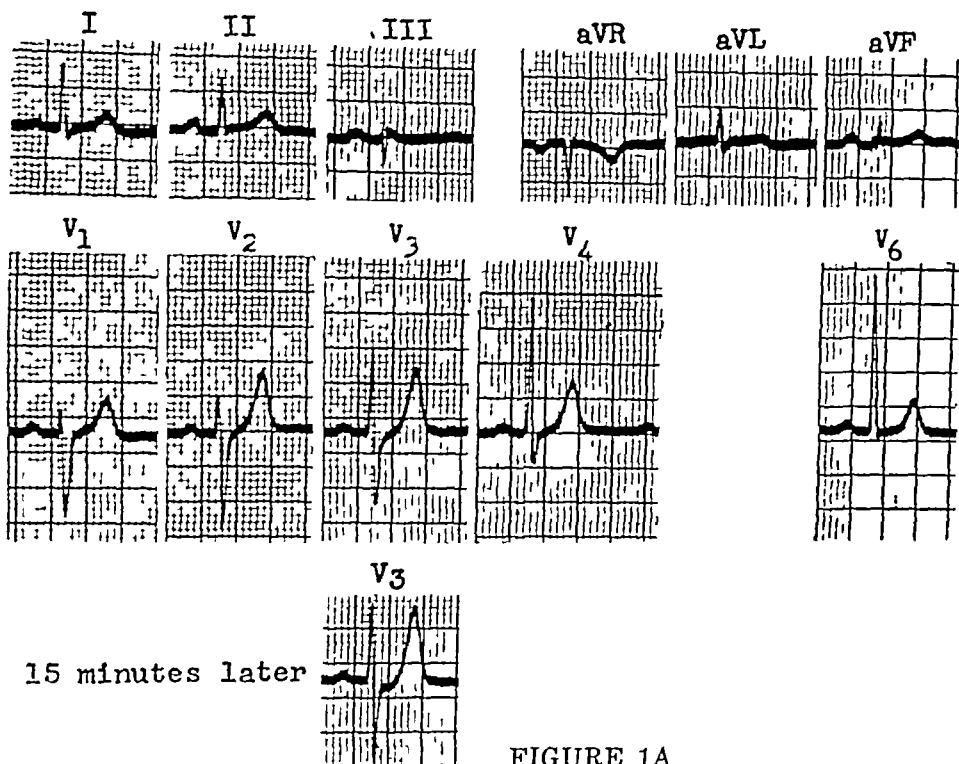 I II III aVR aVL aVF
V1 V2 V3 V4 V6
V3
15 minutes later
FIGURE 1A